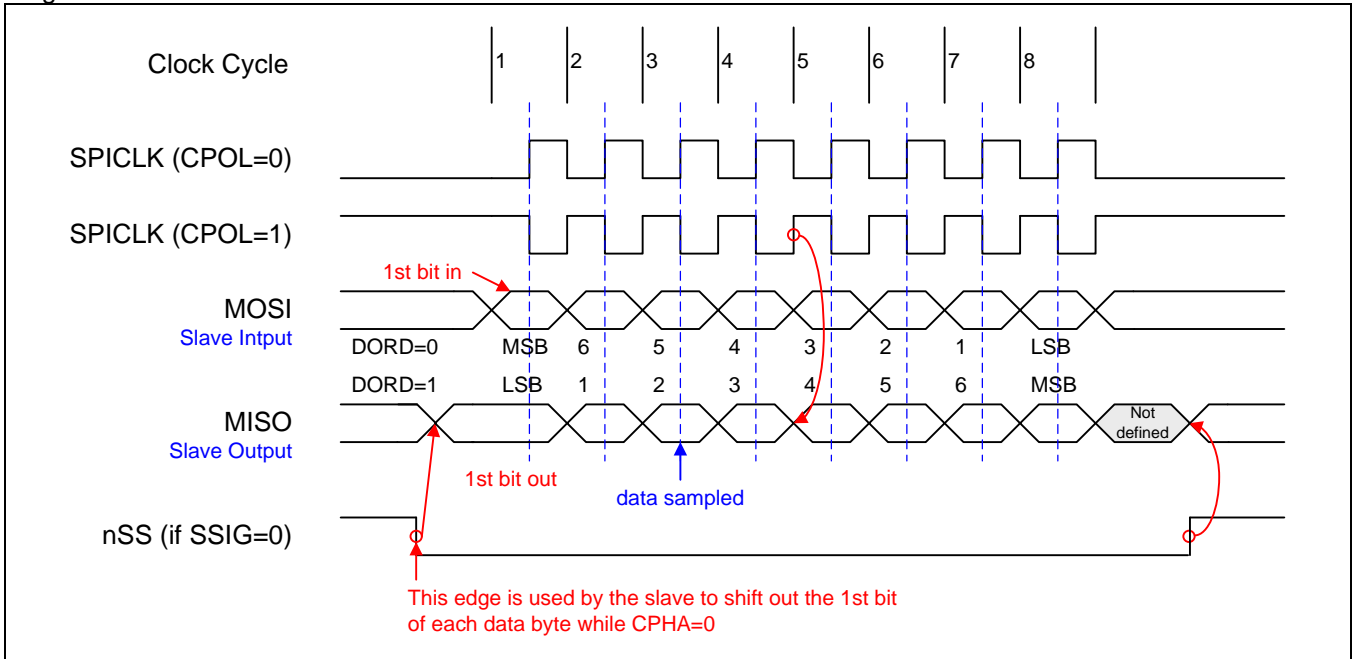 Clock Cycle 1 2 3 4 5 6 7 8
SPICLK (CPOL=0)
SPICLK (CPOL=1)
1st bit in
MOSI
Slave Intput
DORD=0 MSB 6 5 4 3 2 1 LSB
DORD=1 LSB 1 2 3 4 5 6 MSB
MISO
Slave Output
Not
defined
1st bit out
data sampled
nSS (if SSIG=0)
This edge is used by the slave to shift out the 1st bit
of each data byte while CPHA=0